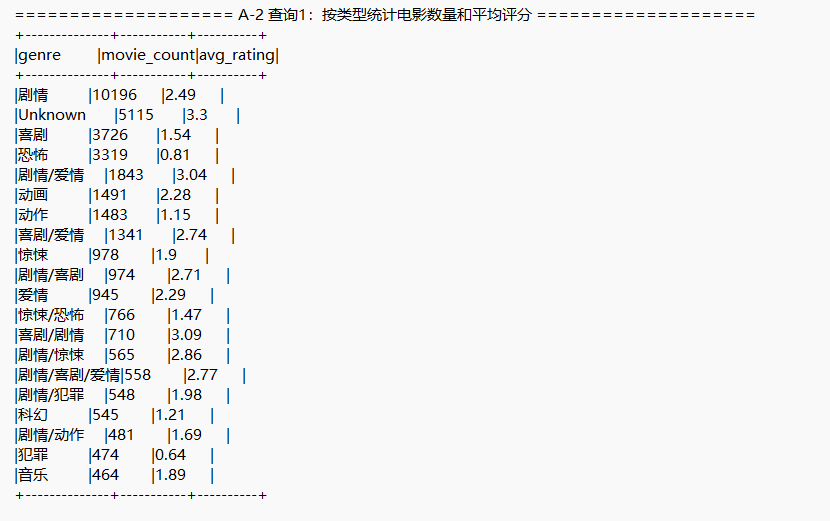 ==================== A-2 查询1：按类型统计电影数量和平均评分 ====================
+--------------+-----------+----------+
|genre         |movie_count|avg_rating|
+--------------+-----------+----------+
|剧情          |10196      |2.49      |
|Unknown       |5115       |3.3       |
|喜剧          |3726       |1.54      |
|恐怖          |3319       |0.81      |
|剧情/爱情     |1843       |3.04      |
|动画          |1491       |2.28      |
|动作          |1483       |1.15      |
|喜剧/爱情     |1341       |2.74      |
|惊悚          |978        |1.9       |
|剧情/喜剧     |974        |2.71      |
|爱情          |945        |2.29      |
|惊悚/恐怖     |766        |1.47      |
|喜剧/剧情     |710        |3.09      |
|剧情/惊悚     |565        |2.86      |
|剧情/喜剧/爱情|558        |2.77      |
|剧情/犯罪     |548        |1.98      |
|科幻          |545        |1.21      |
|剧情/动作     |481        |1.69      |
|犯罪          |474        |0.64      |
|音乐          |464        |1.89      |
+--------------+-----------+----------+